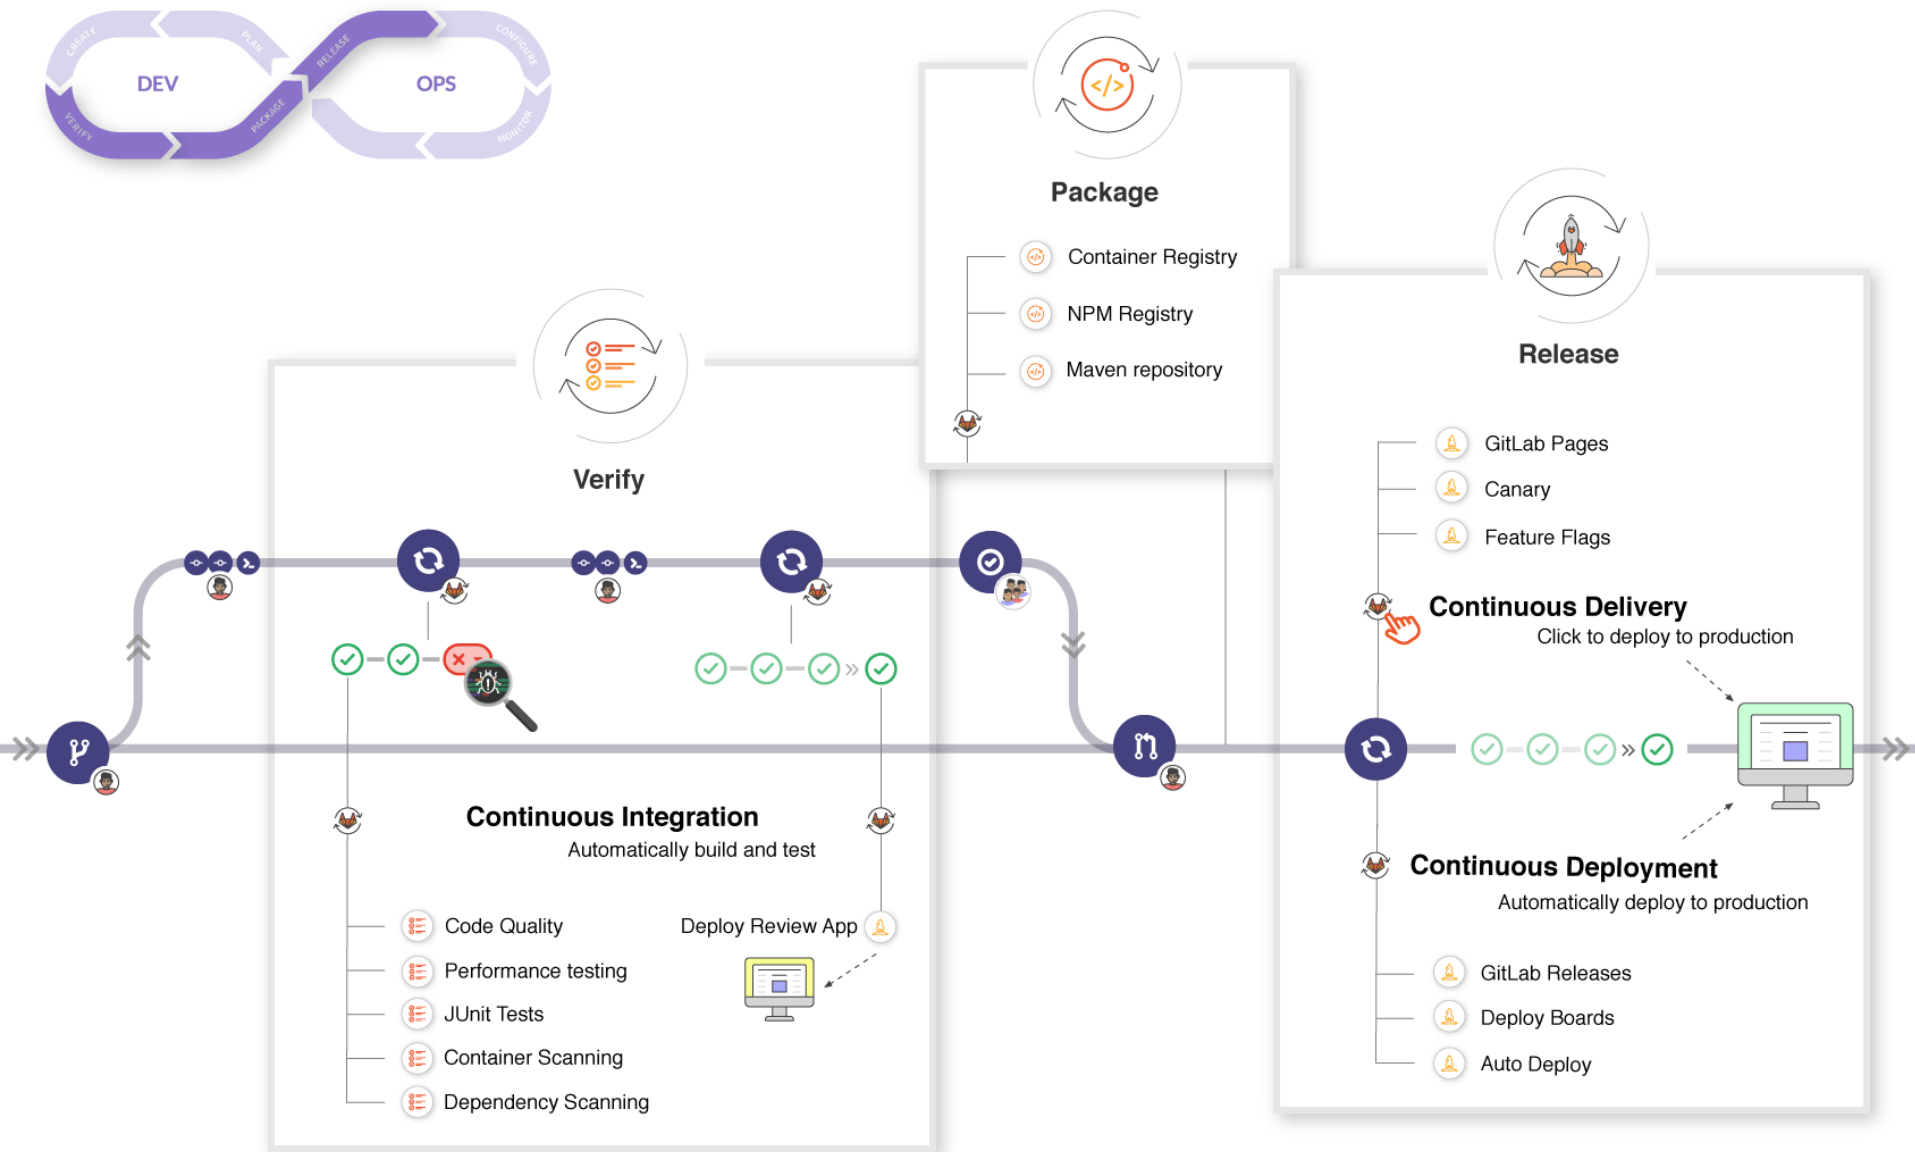 CREATE
PLAN
RELEASE
CONFIGURE
DEV
OPS
VERIFY
PACKAGE
MONITOR
</>
Package
Container Registry
NPM Registry
Maven repository
Release
GitLab Pages
Canary
Feature Flags
Continuous Delivery
Click to deploy to production
Continuous Deployment
Automatically deploy to production
GitLab Releases
Deploy Boards
Auto Deploy
Verify
Continuous Integration
Automatically build and test
Code Quality
Performance testing
JUnit Tests
Container Scanning
Dependency Scanning
Deploy Review App